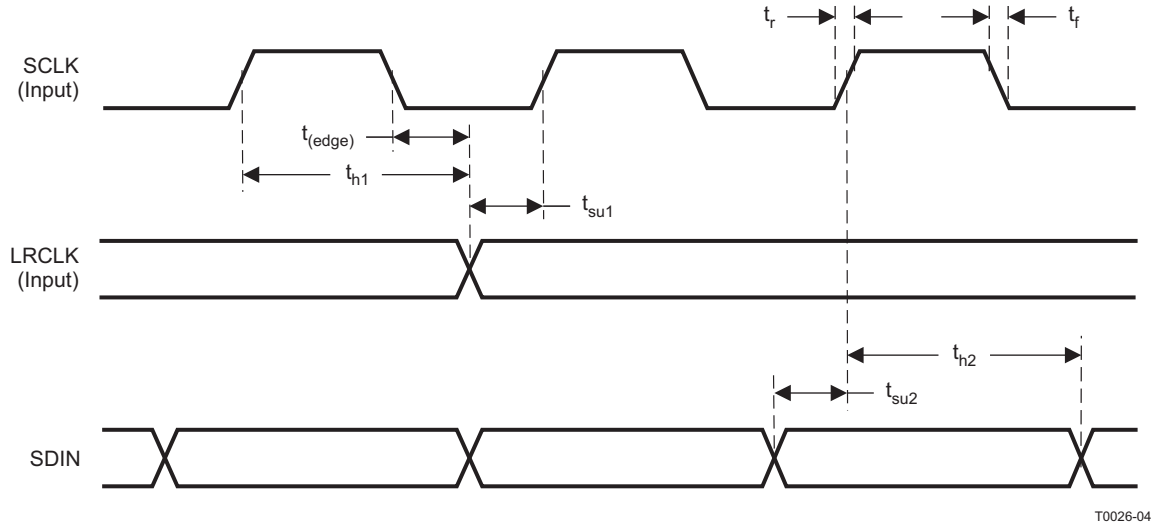 t_r
t_f
SCLK
(Input)
t_(edge)
t_h1
t_su1
LRCLK
(Input)
t_h2
t_su2
SDIN
T0026-04